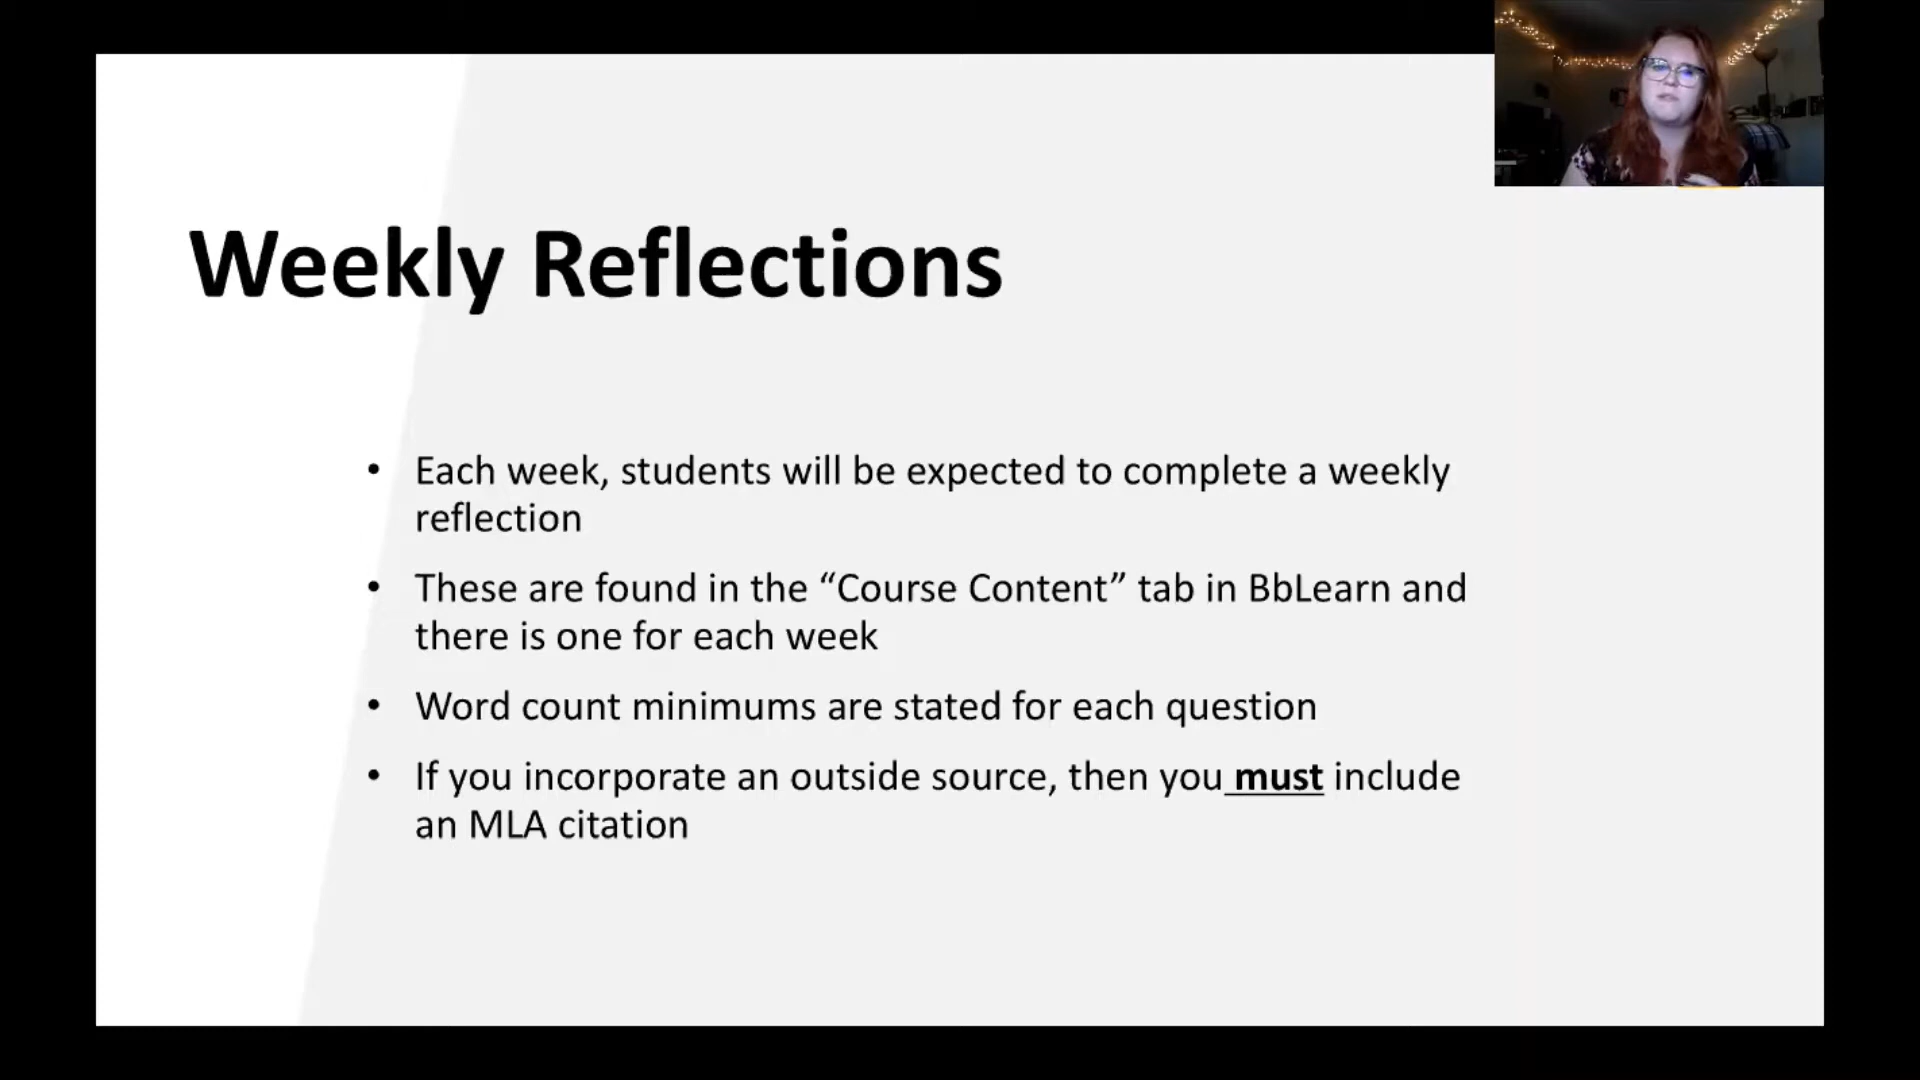 Weekly Reflections
• Each week, students will be expected to complete a weekly
reflection
• These are found in the “Course Content” tab in BbLearn and
there is one for each week
• Word count minimums are stated for each question
• If you incorporate an outside source, then you must include
an MLA citation